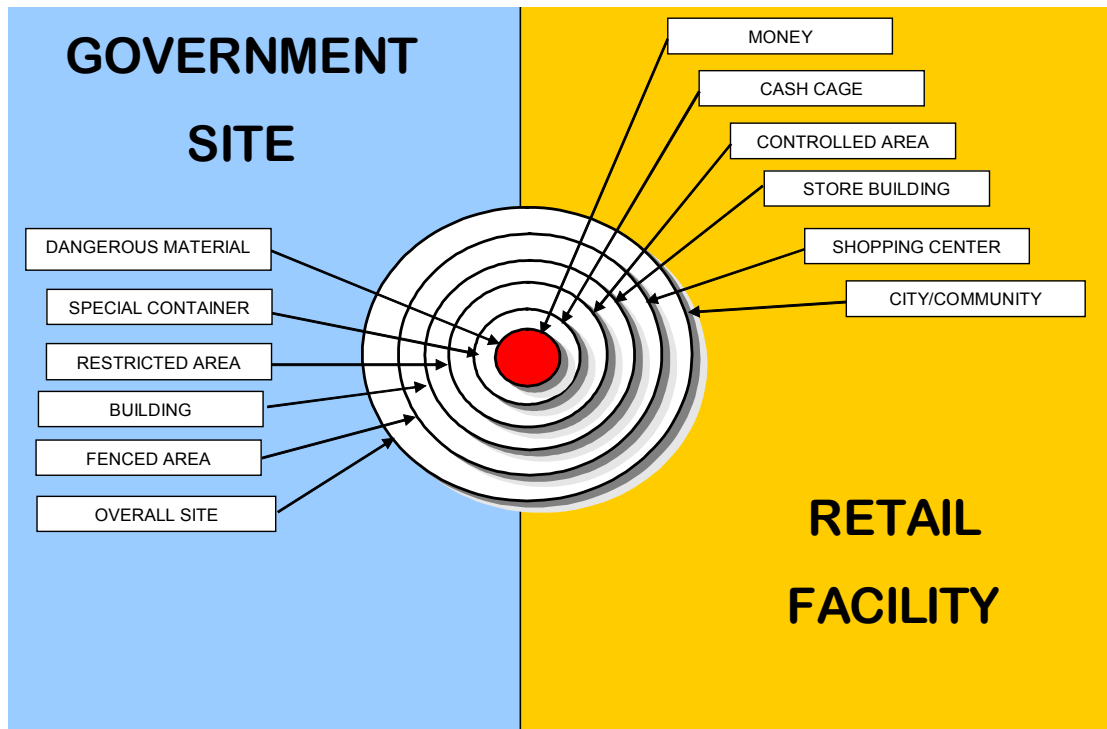 GOVERNMENT
SITE
DANGEROUS MATERIAL
SPECIAL CONTAINER
RESTRICTED AREA
BUILDING
FENCED AREA
OVERALL SITE
MONEY
CASH CAGE
CONTROLLED AREA
STORE BUILDING
SHOPPING CENTER
CITY/COMMUNITY
RETAIL
FACILITY